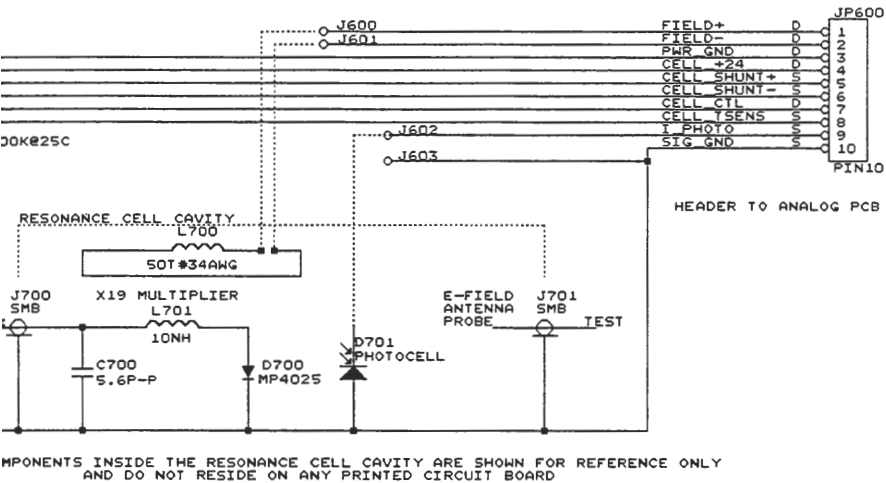 JP600
J600 FIELD+ D 1
J601 FIELD- D 2
PWR_GND D 3
CELL_+24 D 4
CELL_SHUNT+ S 5
CELL_SHUNT- S 6
CELL_CTL D 7
CELL_TSENS S 8
J602 I_PHOTO S 9
00K@25C
SIG_GND S 10
J603
PIN10
HEADER TO ANALOG PCB
RESONANCE CELL CAVITY
L700
50T #34AWG
J700
SMB
X19 MULTIPLIER
L701
10NH
E-FIELD
ANTENNA
PROBE
J701
SMB
TEST
C700
5.6P-P
D700
MP4025
D701
PHOTOCELL
MPONENTS INSIDE THE RESONANCE CELL CAVITY ARE SHOWN FOR REFERENCE ONLY
AND DO NOT RESIDE ON ANY PRINTED CIRCUIT BOARD